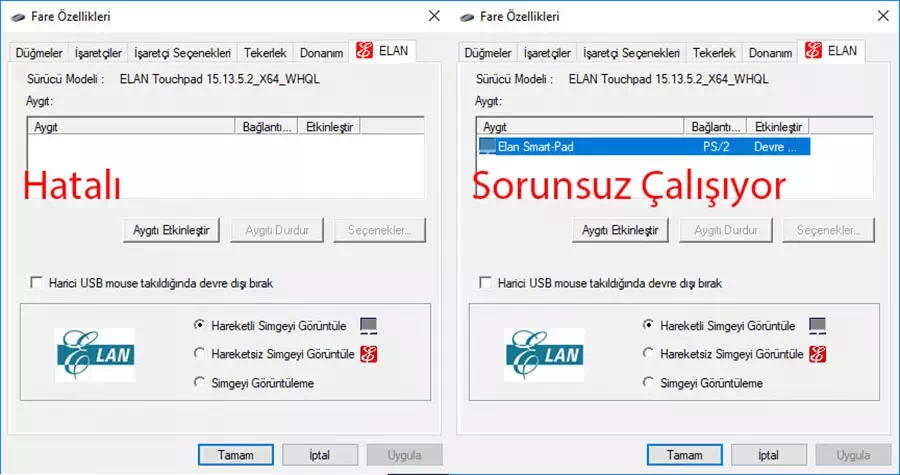 Fare Özellikleri
Düğmeler İşaretçiler İşaretçi Seçenekleri Tekerlek Donanım ELAN
Sürücü Modeli : ELAN Touchpad 15.13.5.2_X64_WHQL
Aygıt:
Aygıt Bağlantı... Etkinleştir
Hatalı
Aygıtı Etkinleştir Aygıtı Durdur Seçenekler...
Harici USB mouse takıldığında devre dışı bırak
Hareketli Simgeyi Görüntüle
Hareketsiz Simgeyi Görüntüle
Simgeyi Görüntüleme
ELAN
Tamam İptal Uygula
Fare Özellikleri
Düğmeler İşaretçiler İşaretçi Seçenekleri Tekerlek Donanım ELAN
Sürücü Modeli : ELAN Touchpad 15.13.5.2_X64_WHQL
Aygıt:
Aygıt Bağlantı... Etkinleştir
Elan Smart-Pad PS/2 Devre ...
Sorunsuz Çalışıyor
Aygıtı Etkinleştir Aygıtı Durdur Seçenekler...
Harici USB mouse takıldığında devre dışı bırak
Hareketli Simgeyi Görüntüle
Hareketsiz Simgeyi Görüntüle
Simgeyi Görüntüleme
ELAN
Tamam İptal Uygula